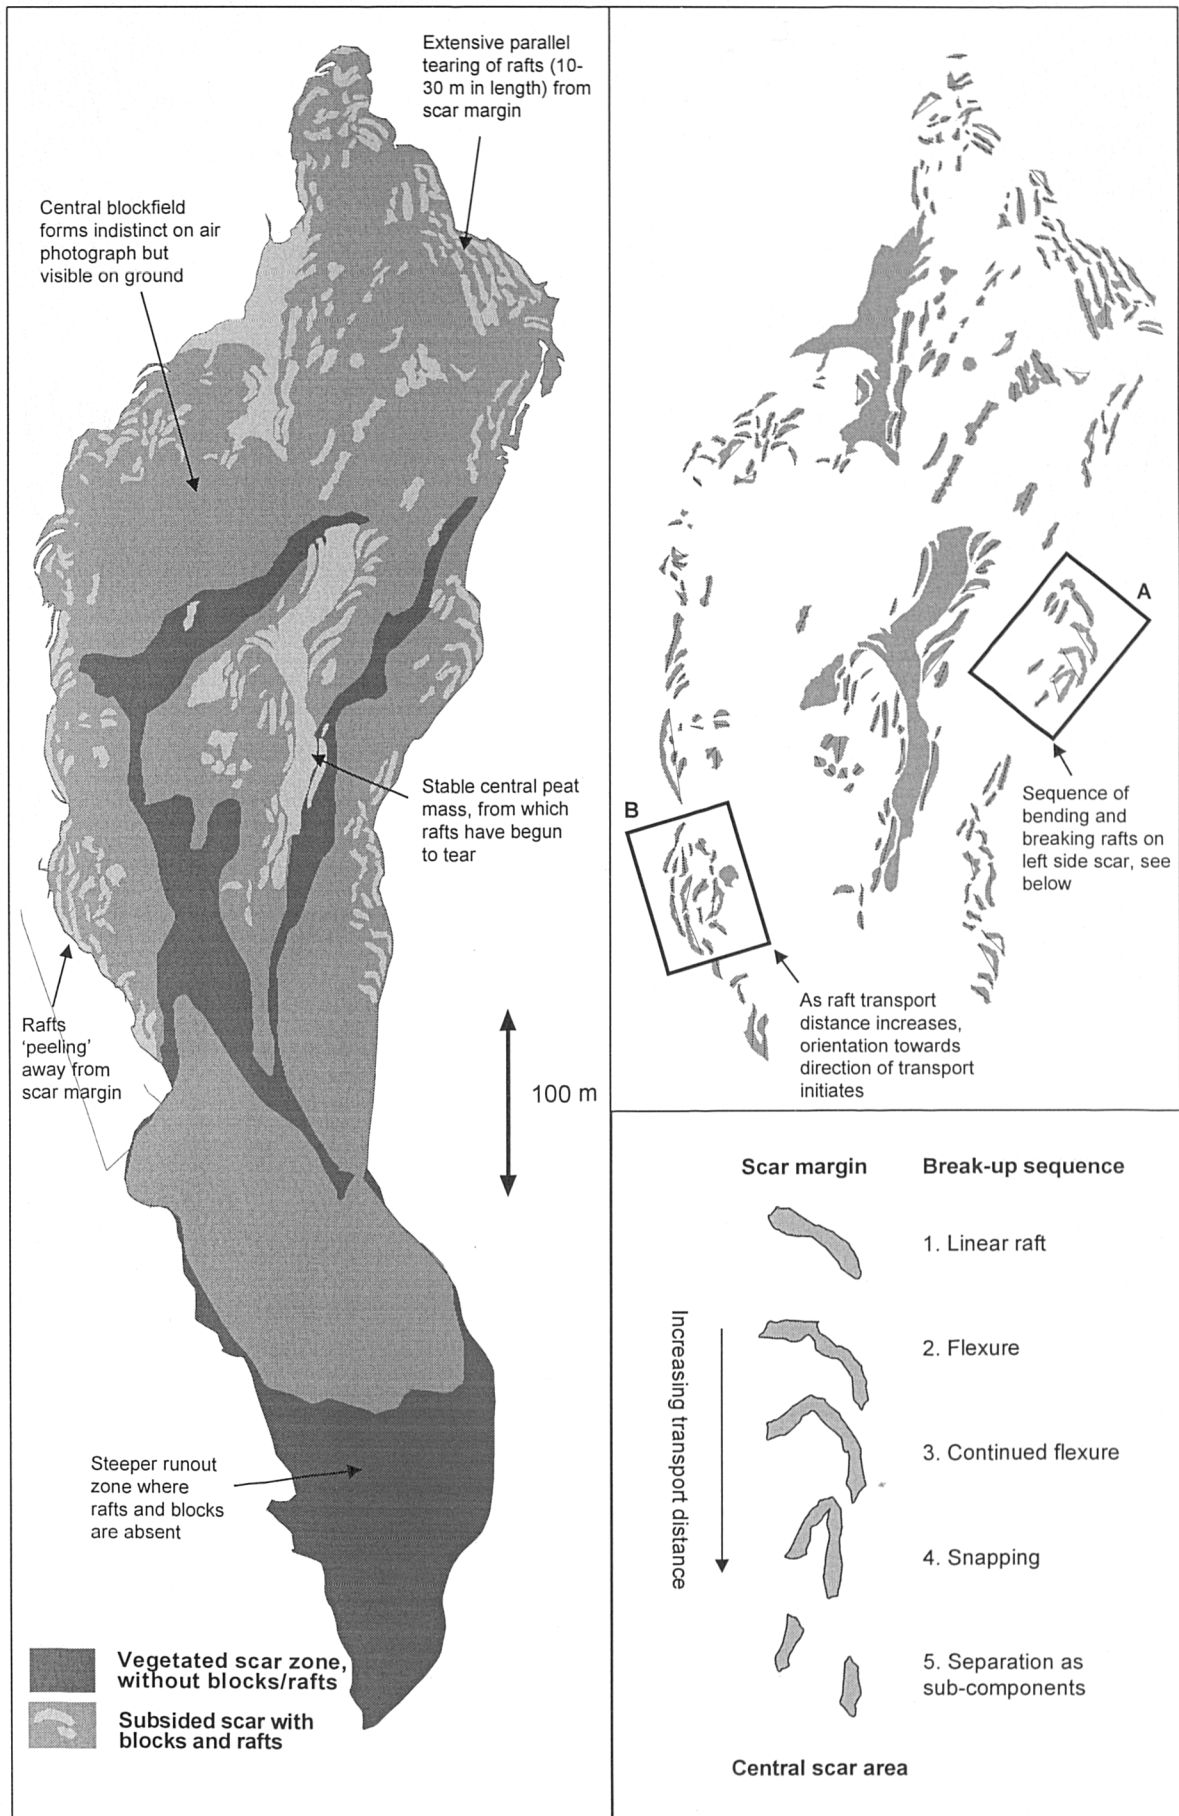 Extensive parallel
tearing of rafts (10-
30 m in length) from
scar margin
Central blockfield
forms indistinct on air
photograph but
visible on ground
Stable central peat
mass, from which
rafts have begun
to tear
Rafts
'peeling'
away from
scar margin
100 m
Steeper runout
zone where
rafts and blocks
are absent
Vegetated scar zone,
without blocks/rafts
Subsided scar with
blocks and rafts
A
Sequence of
bending and
breaking rafts on
left side scar, see
below
B
As raft transport
distance increases,
orientation towards
direction of transport
initiates
Scar margin
Break-up sequence
1. Linear raft
2. Flexure
3. Continued flexure
4. Snapping
5. Separation as
sub-components
Increasing transport distance
Central scar area